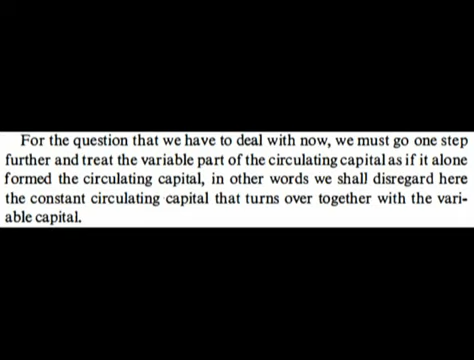 For the question that we have to deal with now, we must go one step
further and treat the variable part of the circulating capital as if it alone
formed the circulating capital, in other words we shall disregard here
the constant circulating capital that turns over together with the vari-
able capital.